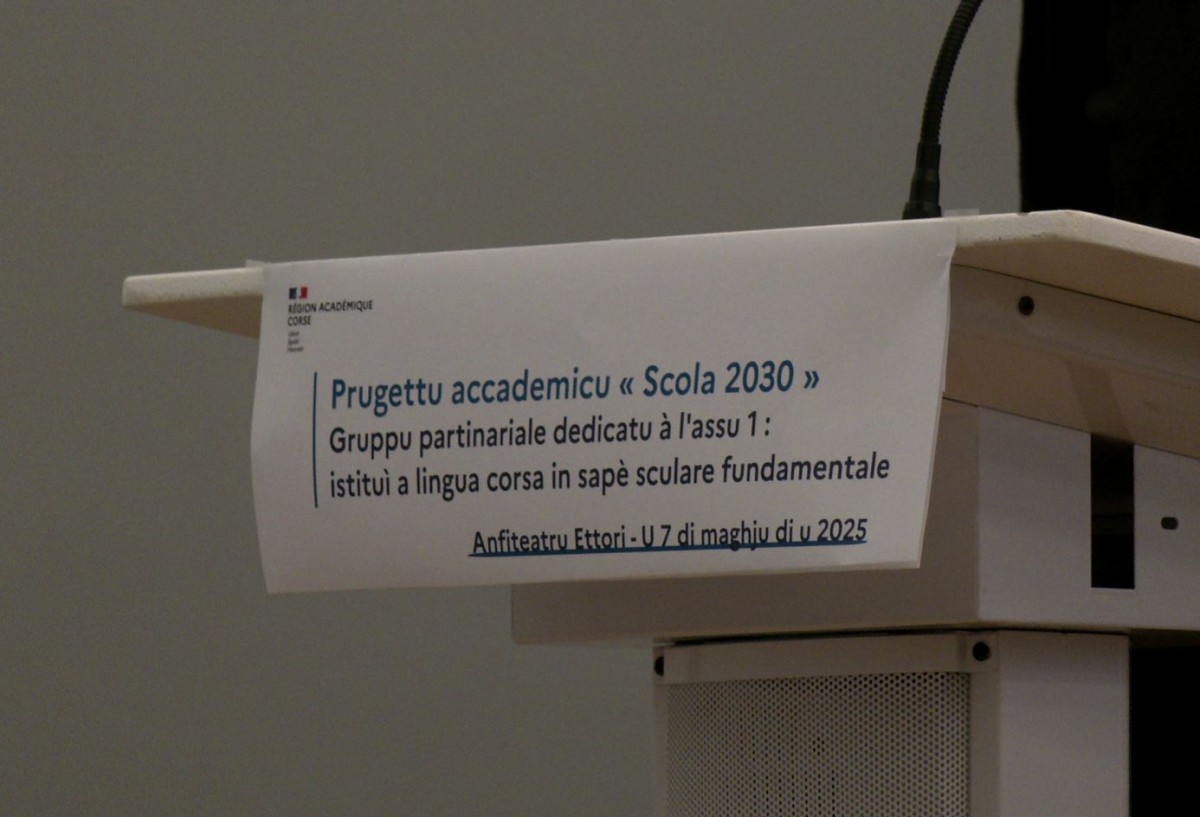 RÉGION ACADÉMIQUE
CORSE
Prugettu accademicu « Scola 2030 »
Gruppu partinariale dedicatu à l'assu 1 :
istituì a lingua corsa in sapè sculare fundamentale
Anfiteatru Ettori - U 7 di maghju di u 2025